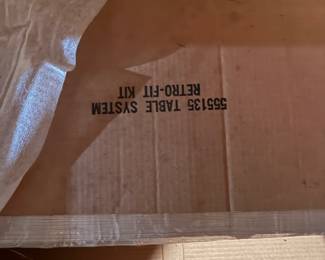 555135 TABLE SYSTEM
RETRO-FIT KIT